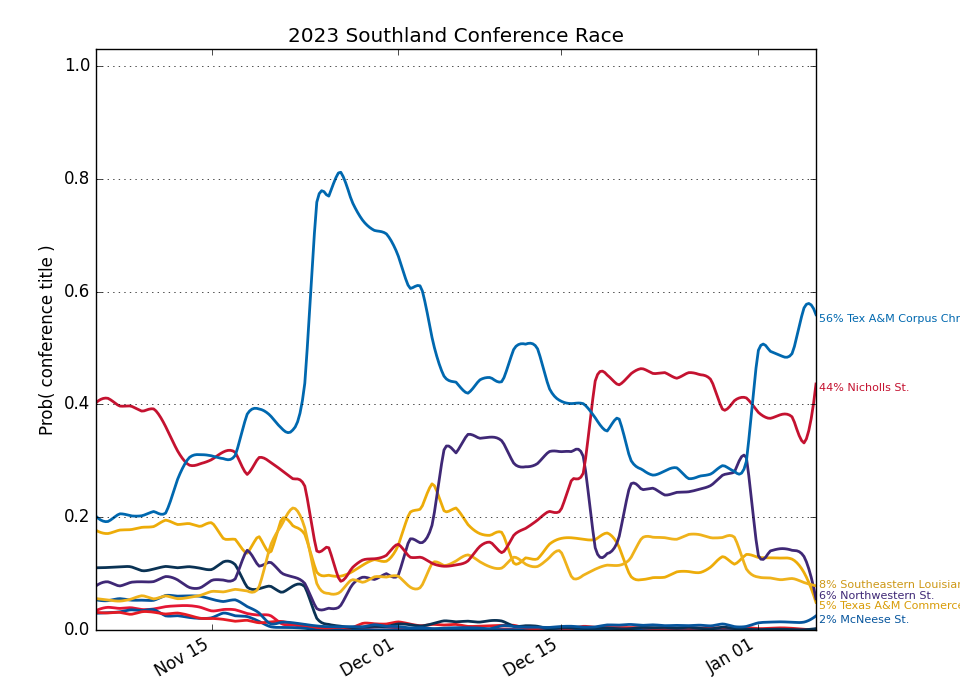 2023 Southland Conference Race
Prob( conference title )
1.0
0.8
0.6
0.4
0.2
0.0
Nov 15
Dec 01
Dec 15
Jan 01
56% Tex A&M Corpus Chr
44% Nicholls St.
8% Southeastern Louisian
6% Northwestern St.
5% Texas A&M Commerce
2% McNeese St.